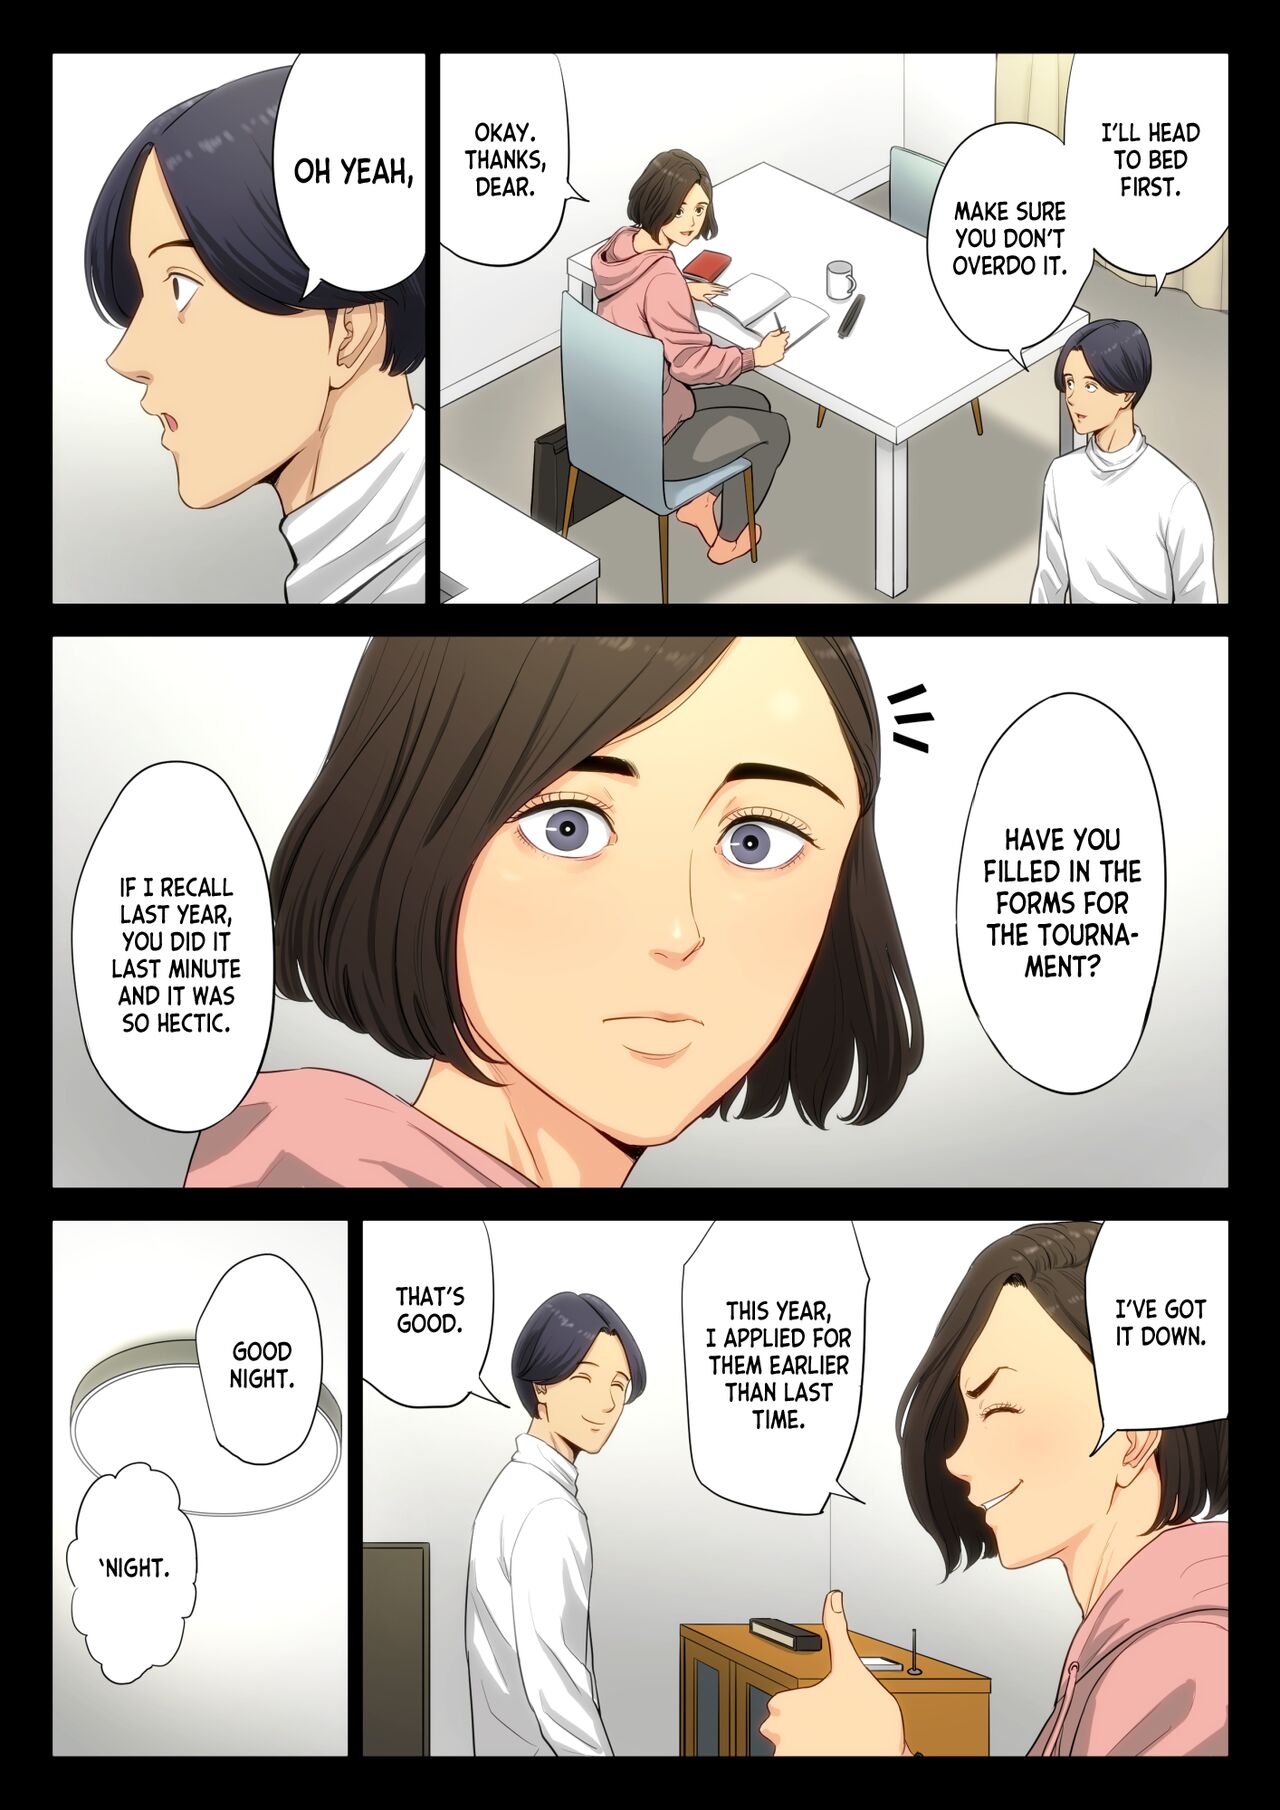 I'LL HEAD
TO BED
FIRST.
MAKE SURE
YOU DON'T
OVERDO IT.
OKAY.
THANKS,
DEAR.
OH YEAH,
HAVE YOU
FILLED IN THE
FORMS FOR
THE TOURNA-
MENT?
IF I RECALL
LAST YEAR,
YOU DID IT
LAST MINUTE
AND IT WAS
SO HECTIC.
I'VE GOT
IT DOWN.
THIS YEAR,
I APPLIED FOR
THEM EARLIER
THAN LAST
TIME.
THAT'S
GOOD.
GOOD
NIGHT.
'NIGHT.